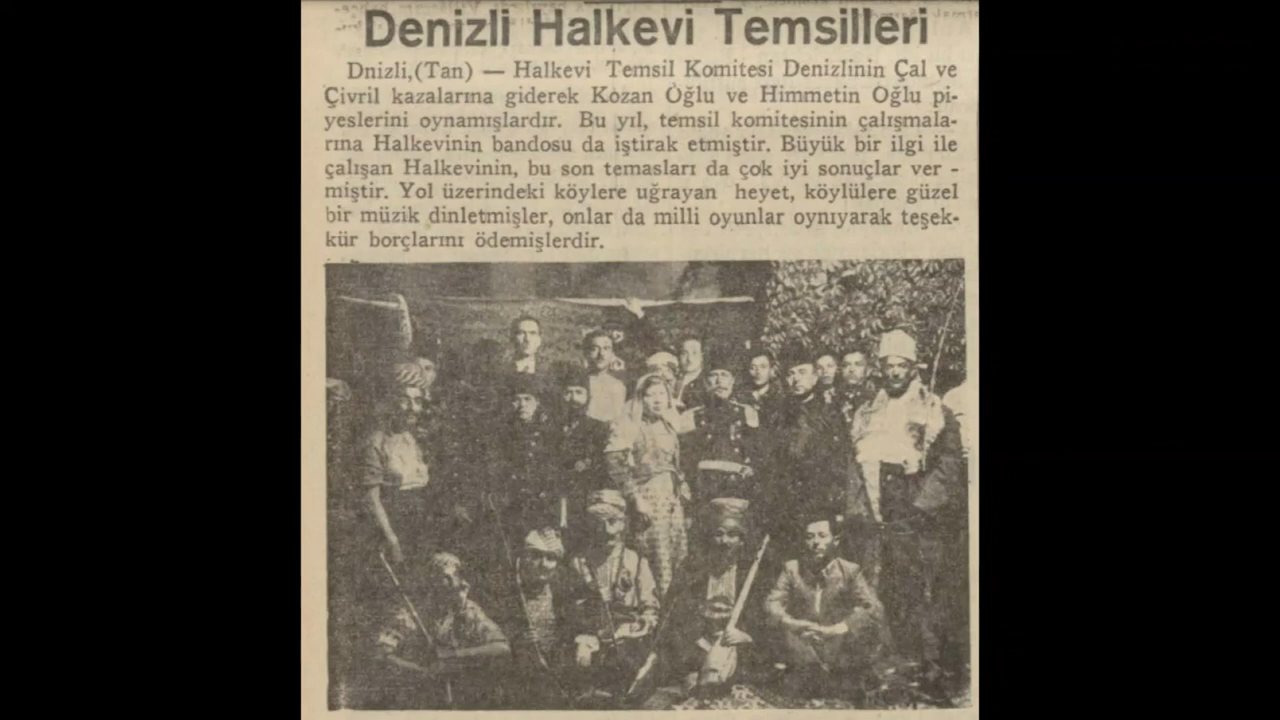 Denizli Halkevi Temsilleri
Dnizli,(Tan) — Halkevi Temsil Komitesi Denizlinin Çal ve
Çivril kazalarına giderek Kozan Oğlu ve Himmetin Oğlu pi-
yeslerini oynamışlardır. Bu yıl, temsil komitesinin çalışmala-
rına Halkevinin bandosu da iştirak etmiştir. Büyük bir ilgi ile
çalışan Halkevinin, bu son temasları da çok iyi sonuçlar ver -
miştir. Yol üzerindeki köylere uğrayan heyet, köylülere güzel
bir müzik dinletmişler, onlar da milli oyunlar oynıyarak teşek-
kür borçlarını ödemişlerdir.